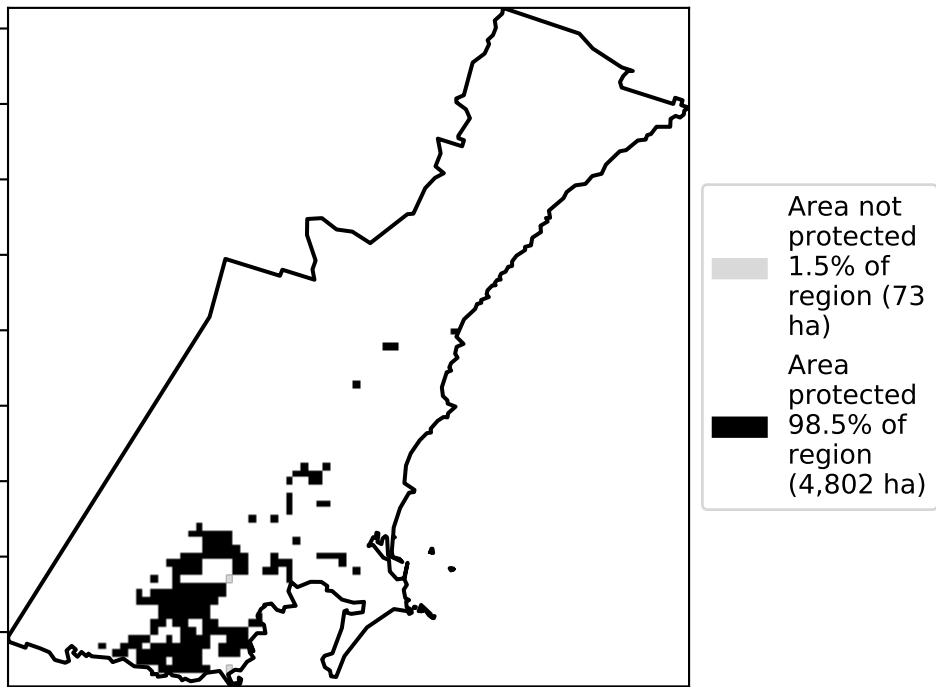 Area not
protected
1.5% of
region (73
ha)
Area
protected
98.5% of
region
(4,802 ha)